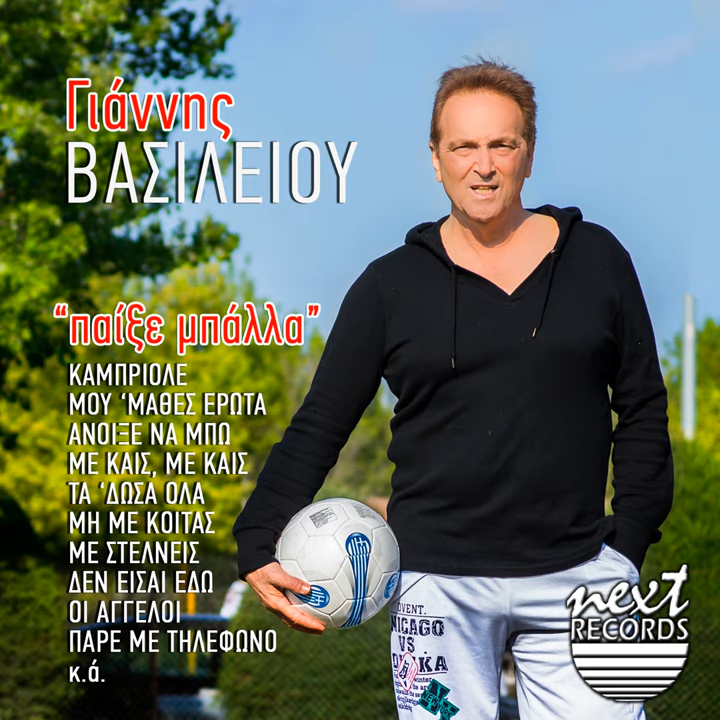 Γιάννης
ΒΑΣΙΛΕΙΟΥ
“παίξε μπάλλα”
ΚΑΜΠΡΙΟΛΕ
ΜΟΥ ‘ΜΑΘΕΣ ΕΡΩΤΑ
ΑΝΟΙΞΕ ΝΑ ΜΠΩ
ΜΕ ΚΑΙΣ, ΜΕ ΚΑΙΣ
ΤΑ ‘ΔΩΣΑ ΟΛΑ
ΜΗ ΜΕ ΚΟΙΤΑΣ
ΜΕ ΣΤΕΛΝΕΙΣ
ΔΕΝ ΕΙΣΑΙ ΕΔΩ
ΟΙ ΑΓΓΕΛΟΙ
ΠΑΡΕ ΜΕ ΤΗΛΕΦΩΝΟ
κ.ά.
VS
next
RECORDS